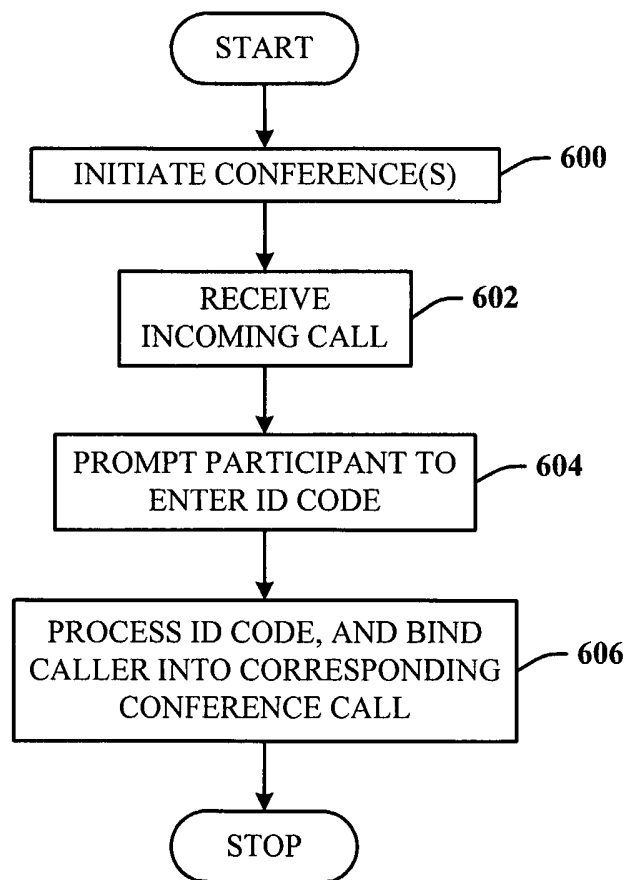 START
INITIATE CONFERENCE(S)
600
RECEIVE
INCOMING CALL
602
PROMPT PARTICIPANT TO
ENTER ID CODE
604
PROCESS ID CODE, AND BIND
CALLER INTO CORRESPONDING
CONFERENCE CALL
606
STOP